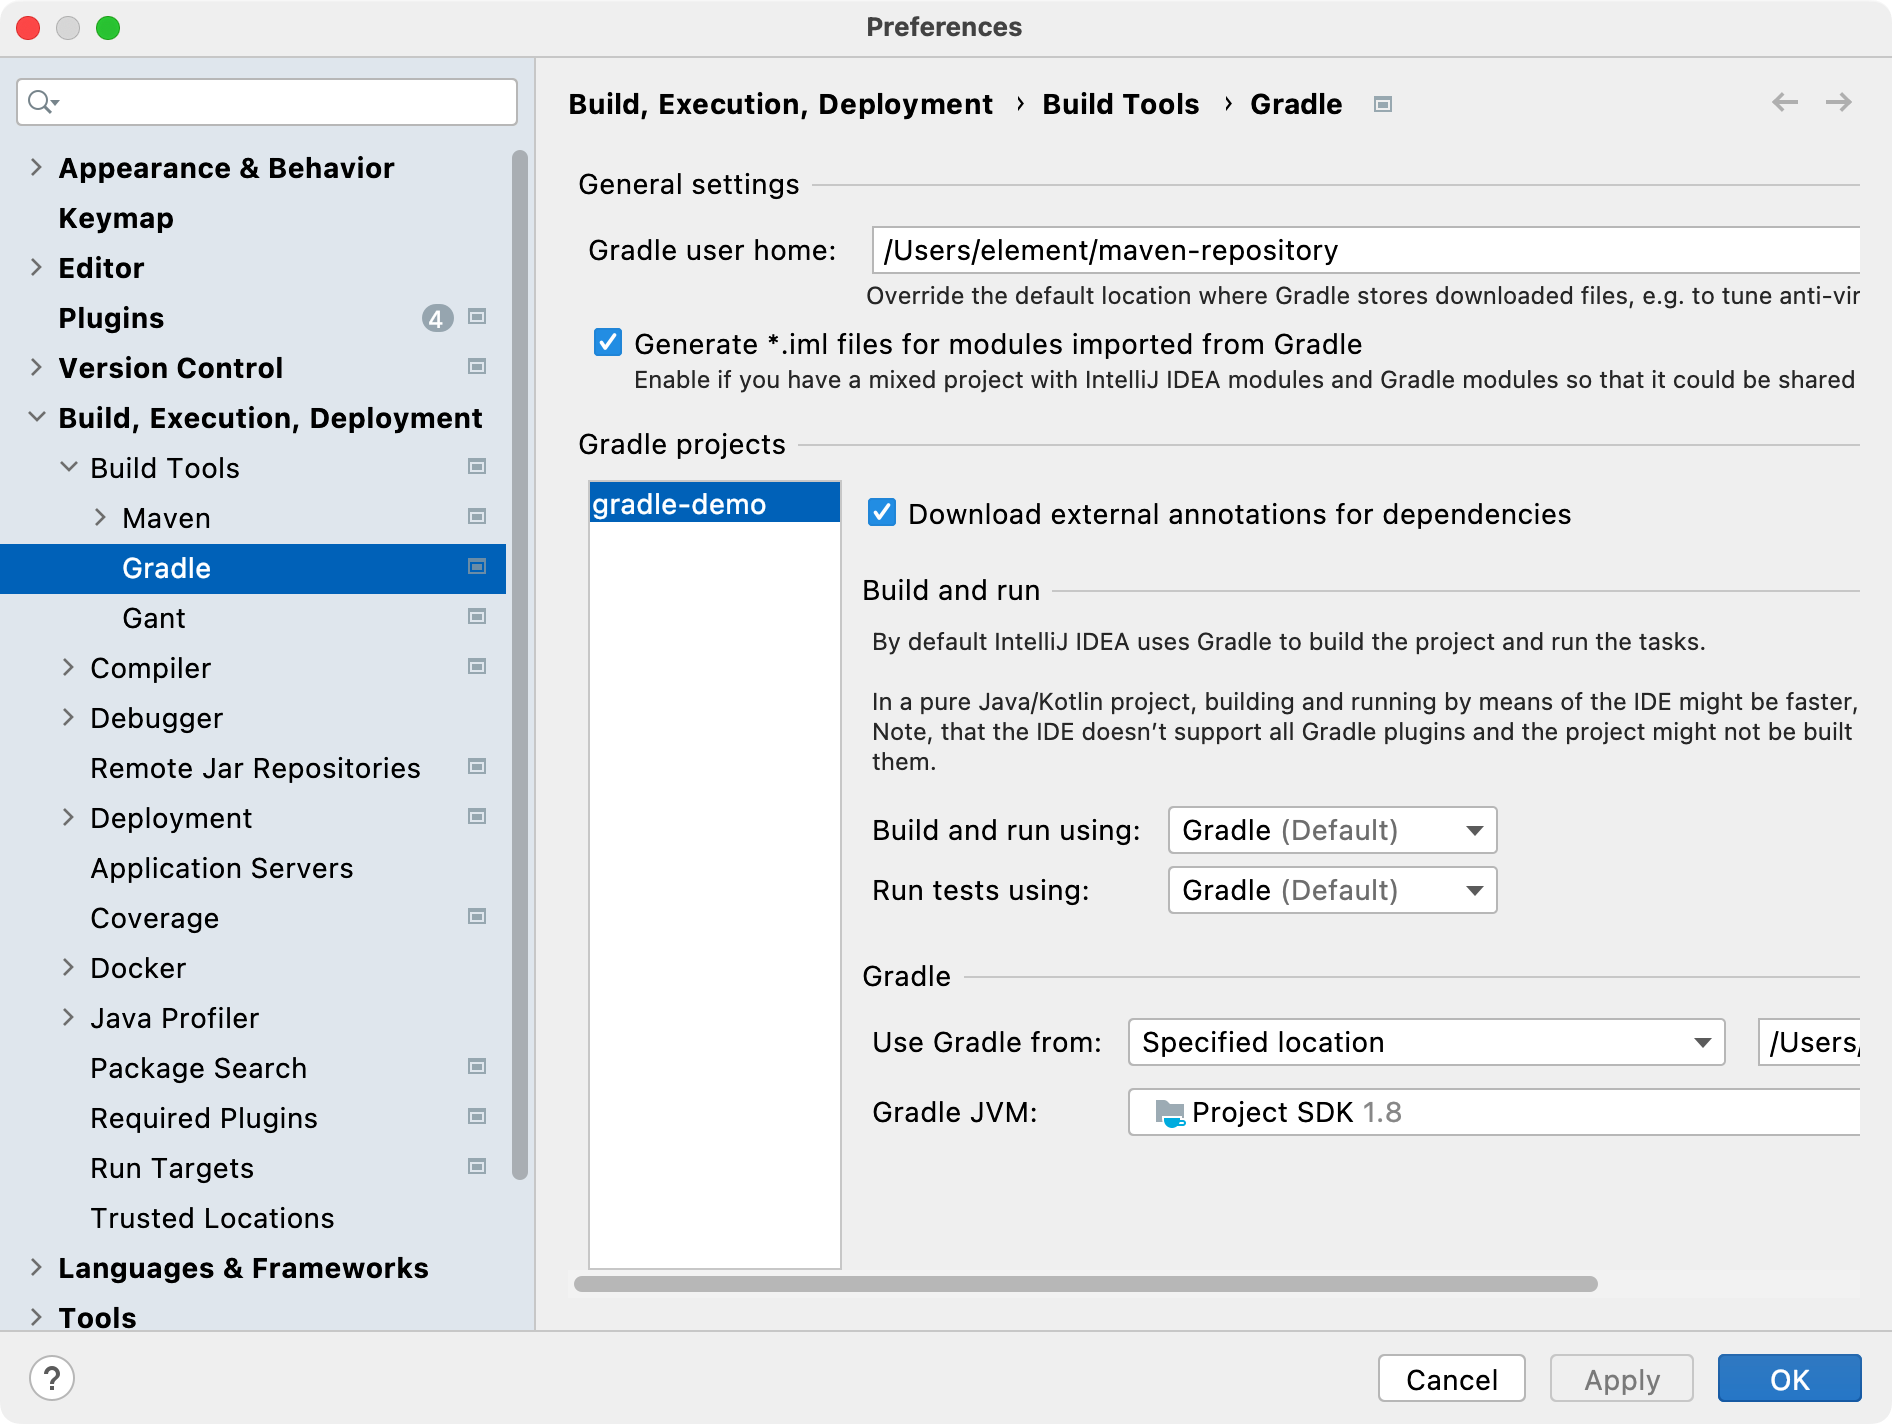 Preferences
Build, Execution, Deployment › Build Tools › Gradle
Appearance & Behavior
Keymap
Editor
Plugins 4
Version Control
Build, Execution, Deployment
Build Tools
Maven
Gradle
Gant
Compiler
Debugger
Remote Jar Repositories
Deployment
Application Servers
Coverage
Docker
Java Profiler
Package Search
Required Plugins
Run Targets
Trusted Locations
Languages & Frameworks
Tools
General settings
Gradle user home: /Users/element/maven-repository
Override the default location where Gradle stores downloaded files, e.g. to tune anti-vir
Generate *.iml files for modules imported from Gradle
Enable if you have a mixed project with IntelliJ IDEA modules and Gradle modules so that it could be shared
Gradle projects
gradle-demo
Download external annotations for dependencies
Build and run
By default IntelliJ IDEA uses Gradle to build the project and run the tasks.
In a pure Java/Kotlin project, building and running by means of the IDE might be faster,
Note, that the IDE doesn’t support all Gradle plugins and the project might not be built
them.
Build and run using: Gradle (Default)
Run tests using: Gradle (Default)
Gradle
Use Gradle from: Specified location /Users/
Gradle JVM: Project SDK 1.8
? Cancel Apply OK